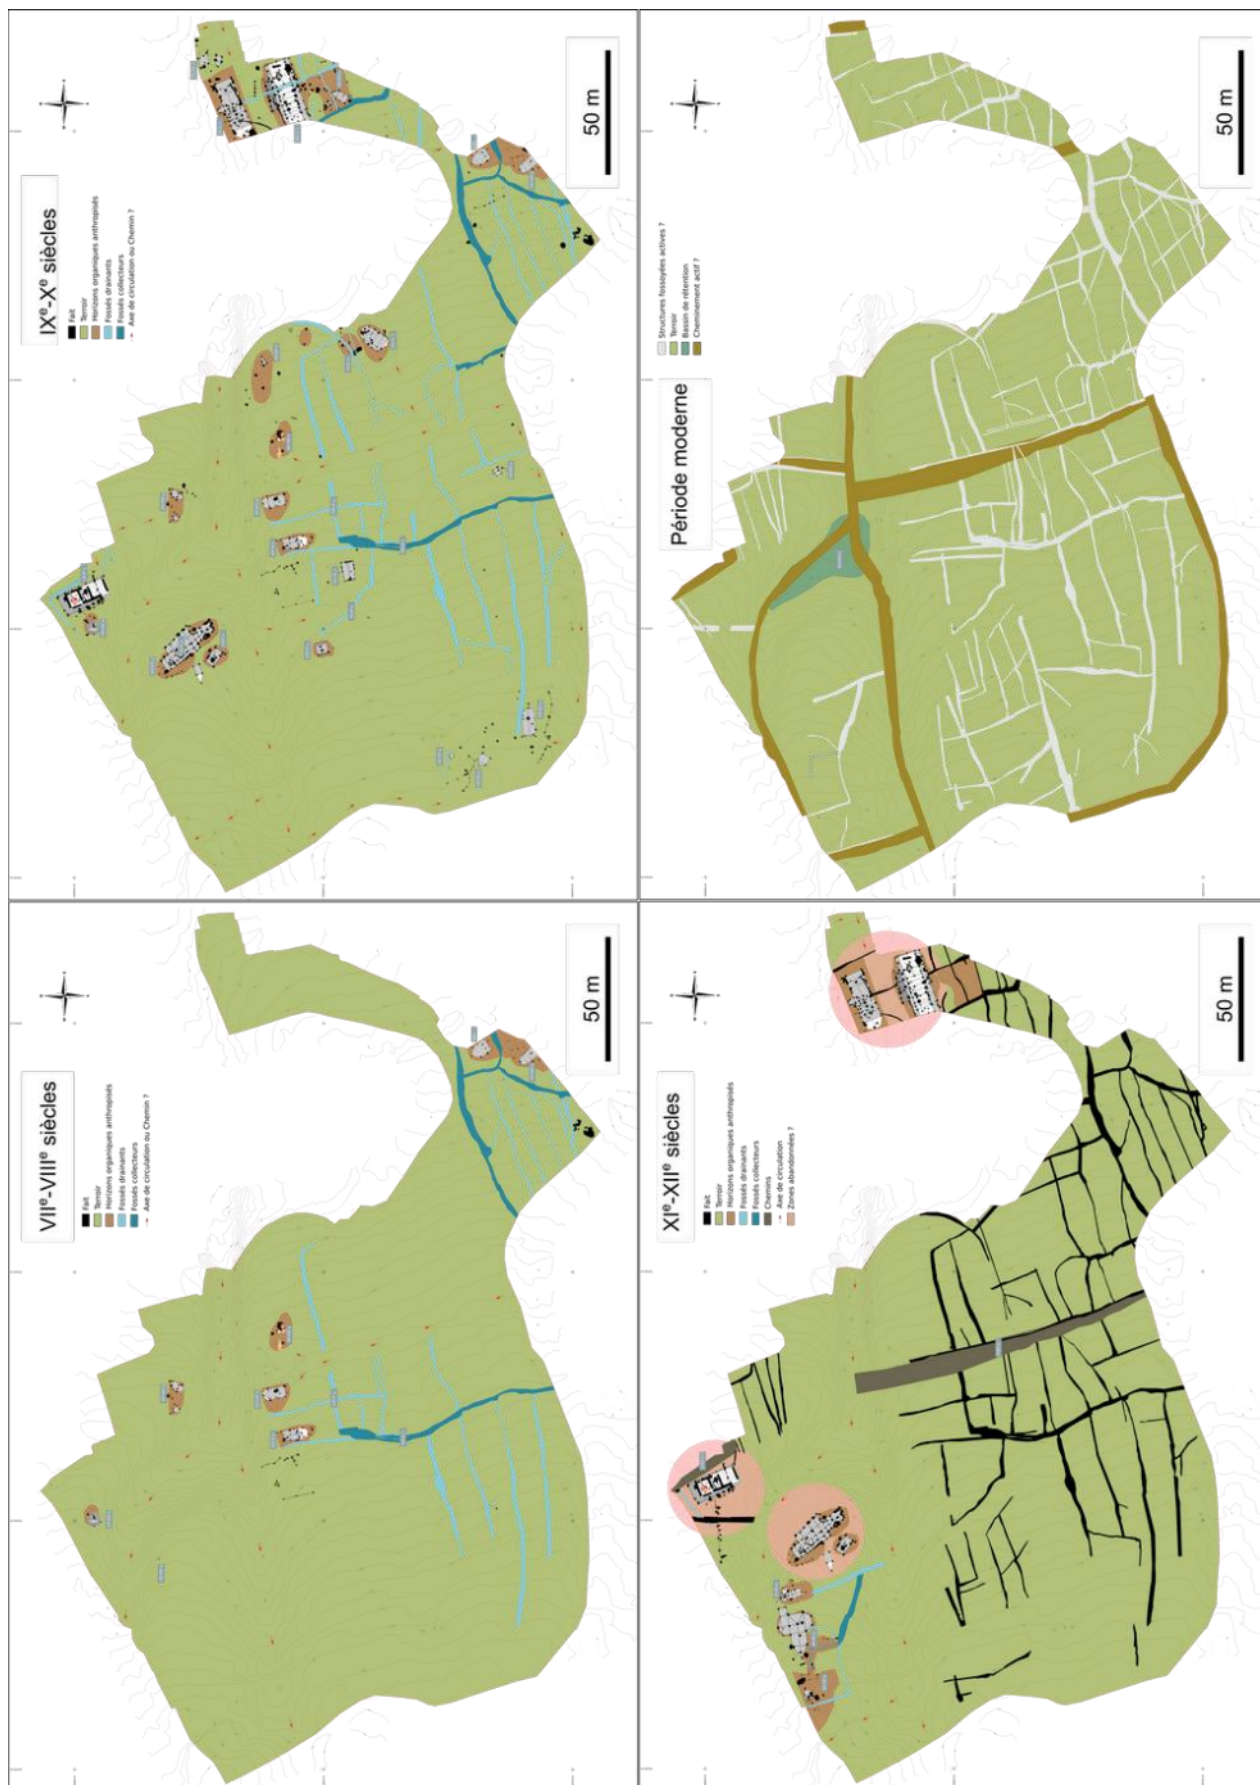 VIIᵉ-VIIIᵉ siècles
Fait
Terroir
Horizons organiques anthropisés
Fossés drainants
Fossés collecteurs
Axe de circulation ou Chemin ?
50 m
IXᵉ-Xᵉ siècles
Fait
Terroir
Horizons organiques anthropisés
Fossés drainants
Fossés collecteurs
Axe de circulation ou Chemin ?
50 m
XIᵉ-XIIᵉ siècles
Fait
Terroir
Horizons organiques anthropisés
Fossés drainants
Fossés collecteurs
Chemins
Axe de circulation
Zones abandonnées ?
50 m
Période moderne
Structures fossoyées actives ?
Terroir
Bassin de rétention
Cheminement actif ?
50 m